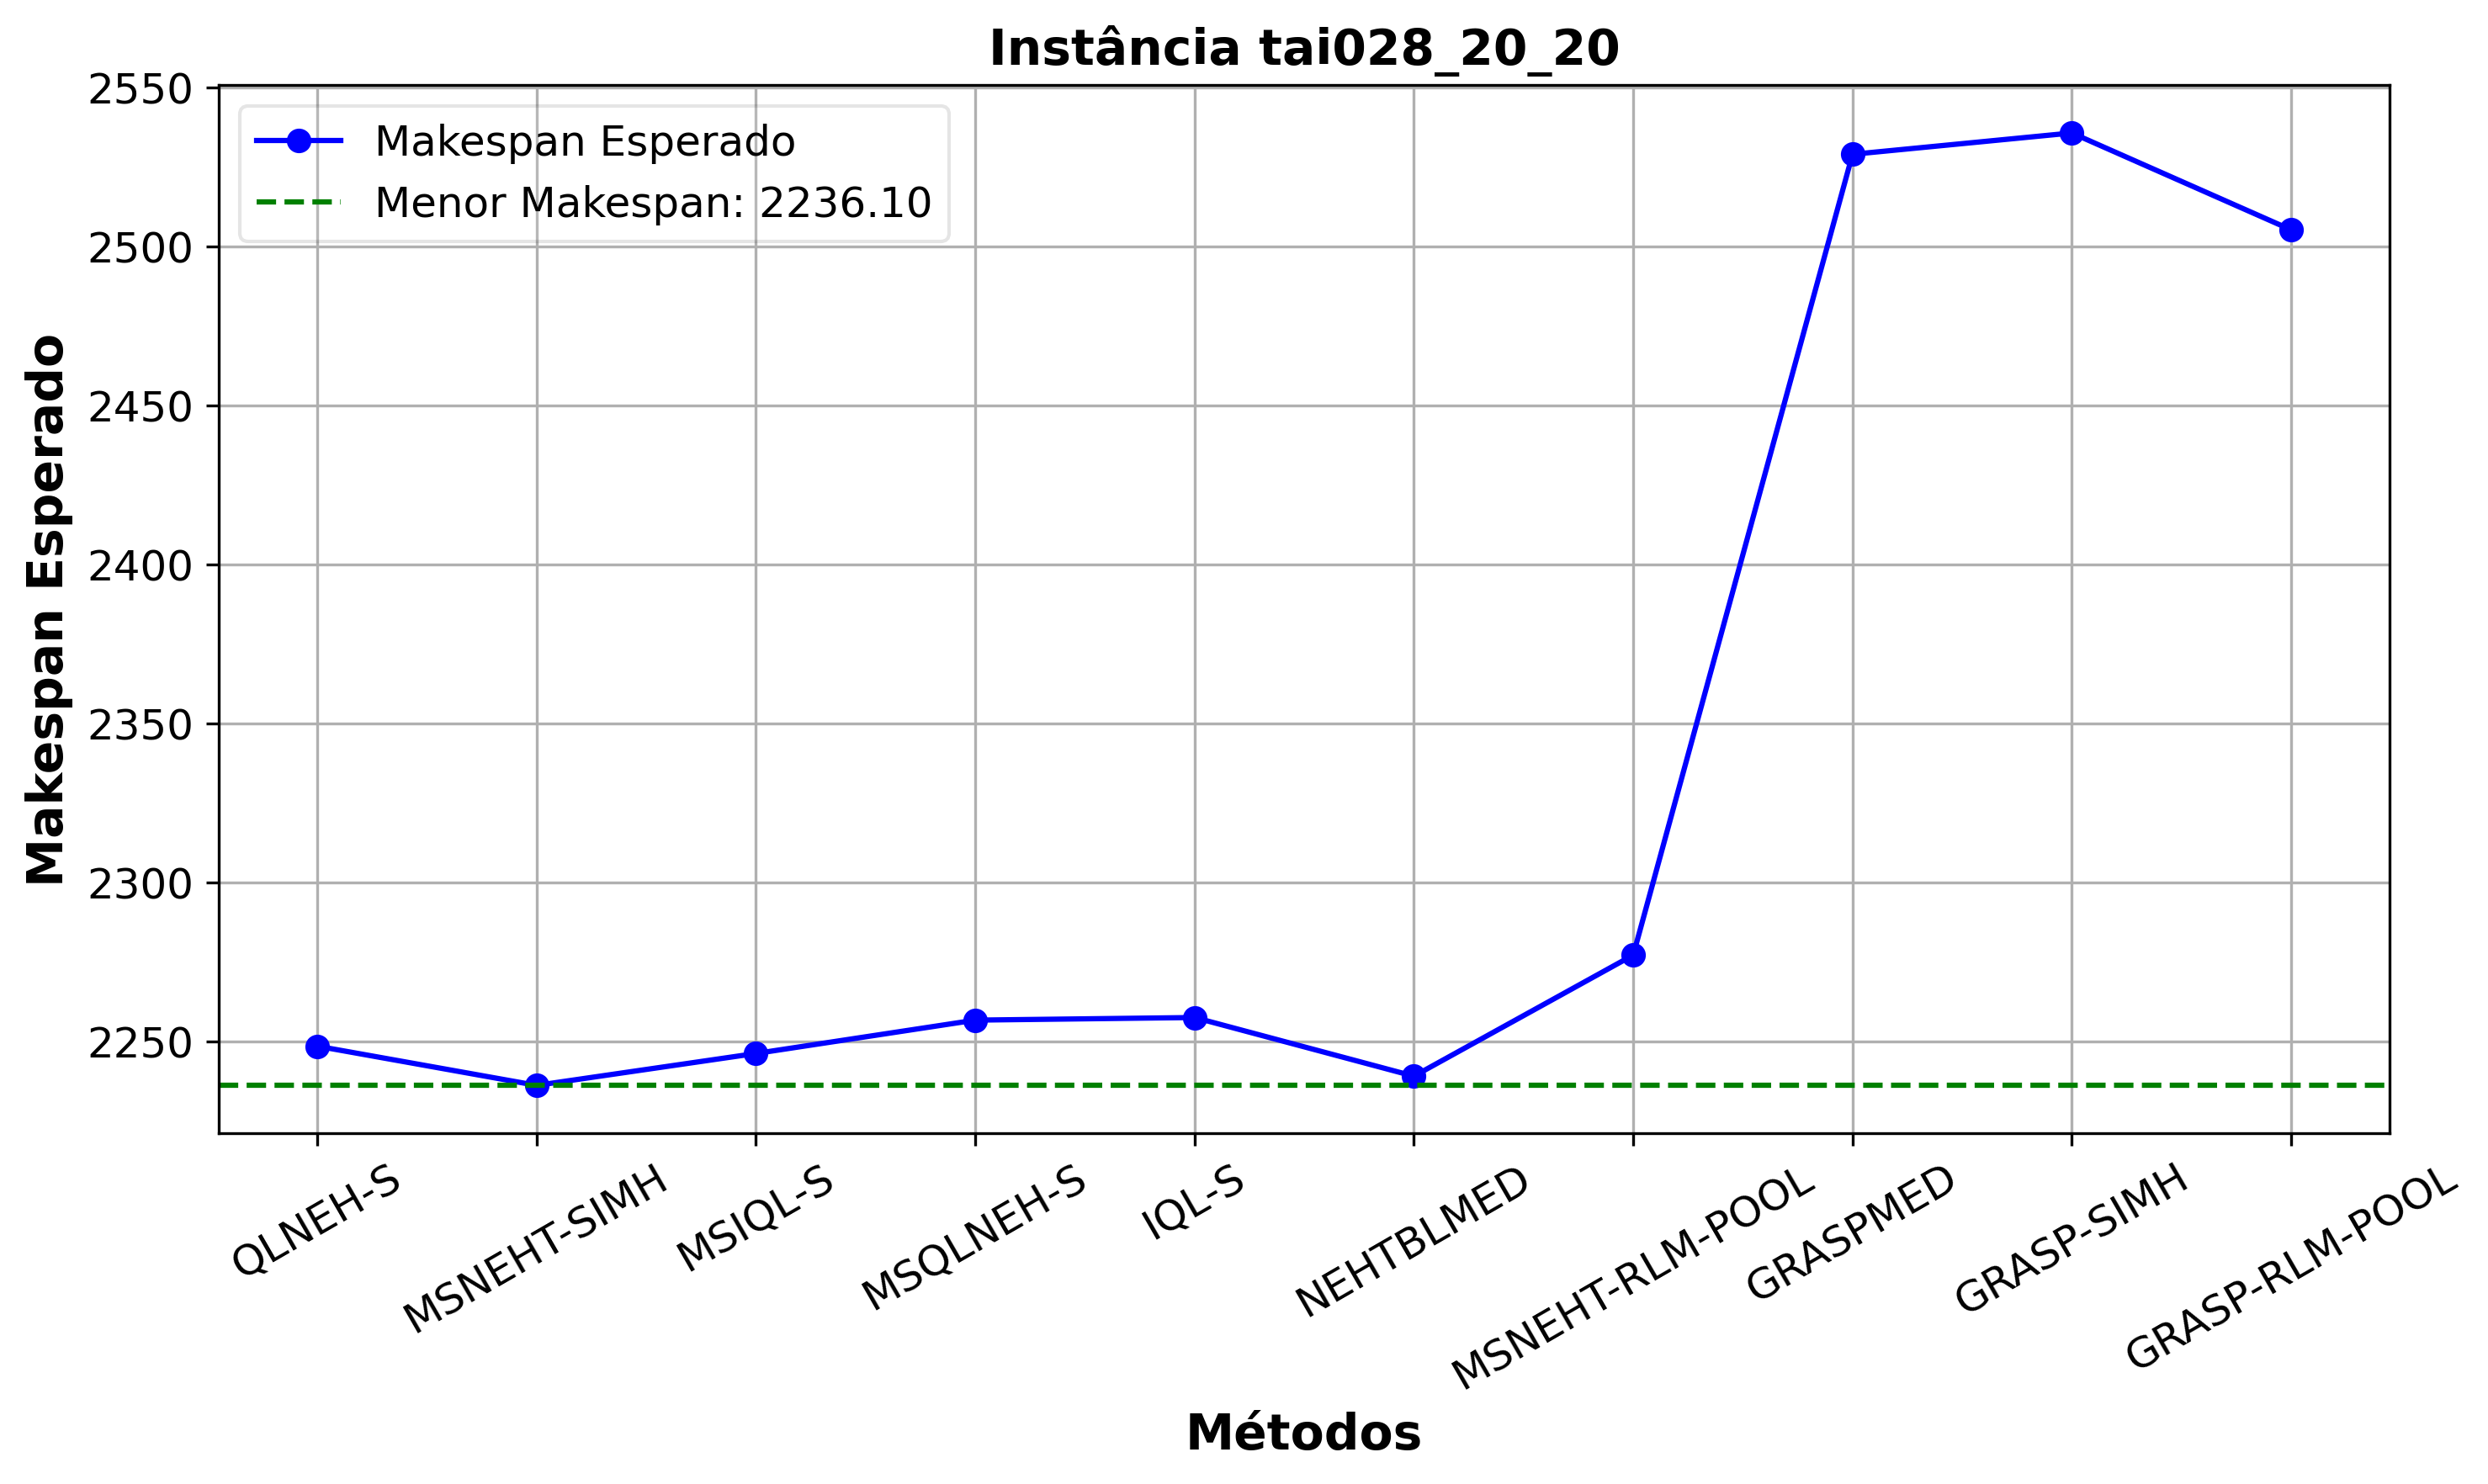 Instância tai028_20_20
Makespan Esperado
Menor Makespan: 2236.10
Makespan Esperado
2550
2500
2450
2400
2350
2300
2250
QLNEH-S
MSNEHT-SIMH
MSIQL-S
MSQLNEH-S
IQL-S
NEHTBLMED
MSNEHT-RLM-POOL
GRASPMED
GRASP-SIMH
GRASP-RLM-POOL
Métodos